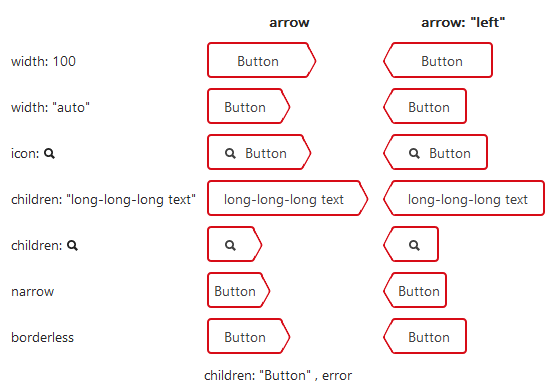 arrow arrow: "left"
width: 100 Button Button
width: "auto" Button Button
icon: Button Button
children: "long-long-long text" long-long-long text long-long-long text
children:
narrow Button Button
borderless Button Button
children: "Button" , error